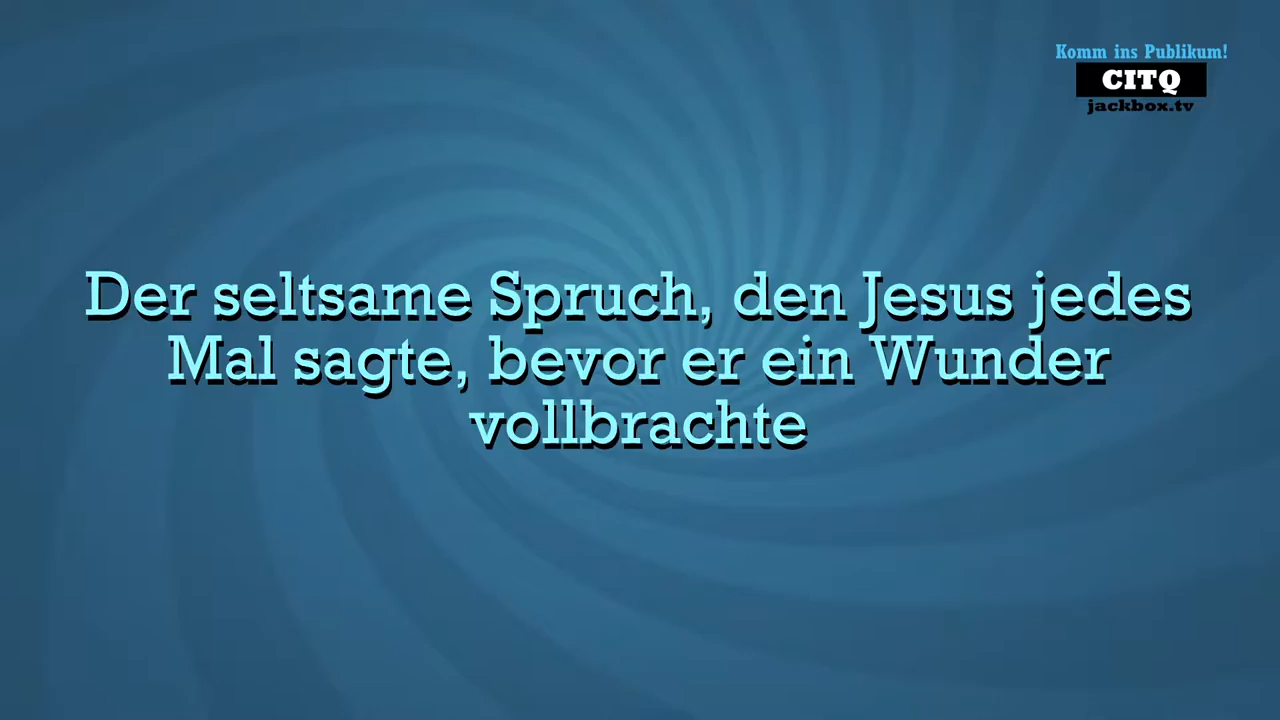 Komm ins Publikum!
CITQ
jackbox.tv
Der seltsame Spruch, den Jesus jedes
Mal sagte, bevor er ein Wunder
vollbrachte